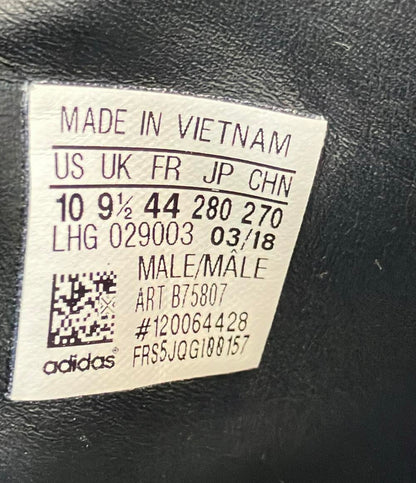 MADE IN VIETNAM
US UK FR JP CHN
10 9½ 44 280 270
LHG 029003 03/18
MALE/MÂLE
ART B75807
#120064428
adidas FRS5JQGI00157